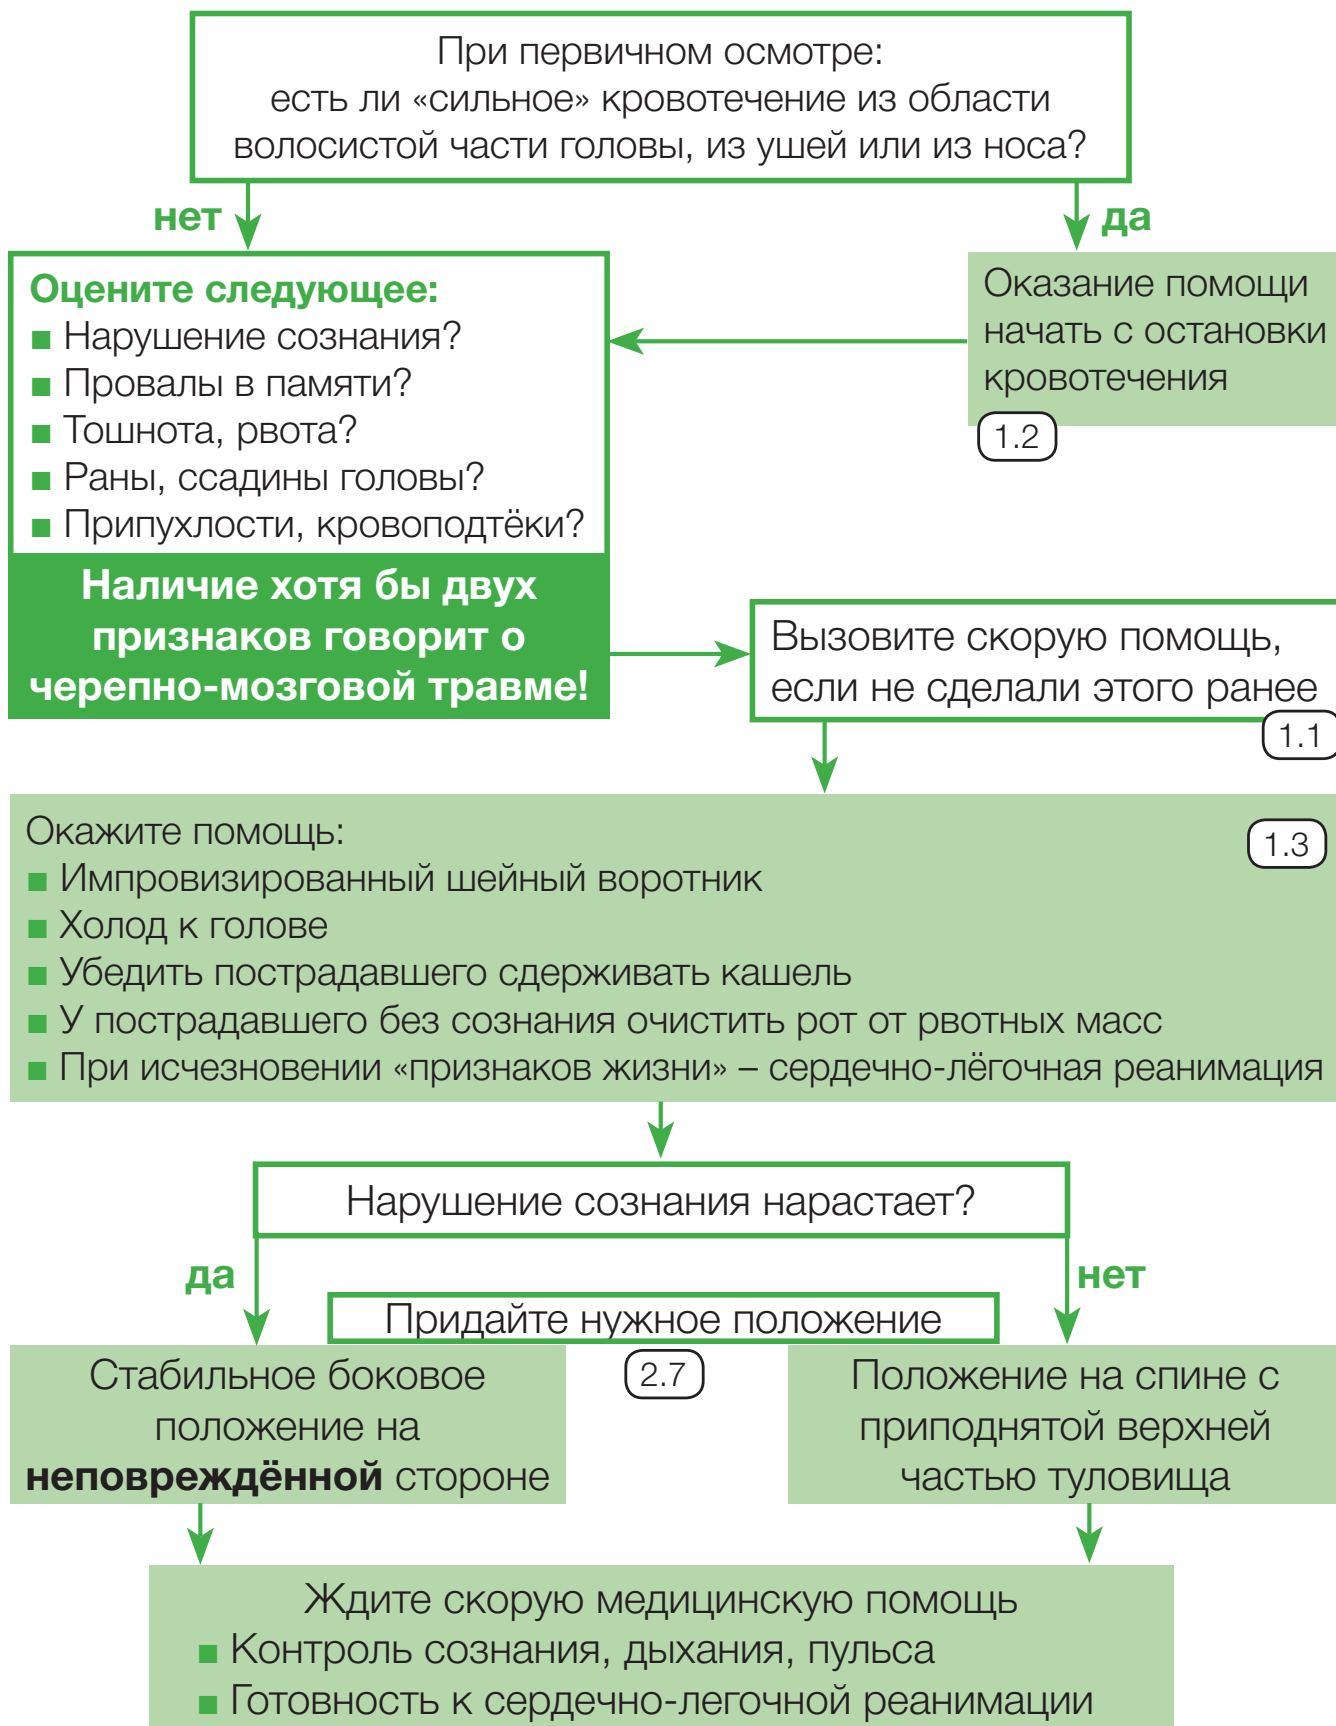 При первичном осмотре:
есть ли «сильное» кровотечение из области
волосистой части головы, из ушей или из носа?
нет
да
Оцените следующее:
■ Нарушение сознания?
■ Провалы в памяти?
■ Тошнота, рвота?
■ Раны, ссадины головы?
■ Припухлости, кровоподтёки?
Наличие хотя бы двух
признаков говорит о
черепно-мозговой травме!
Оказание помощи
начать с остановки
кровотечения
1.2
Вызовите скорую помощь,
если не сделали этого ранее
1.1
Окажите помощь:
1.3
■ Импровизированный шейный воротник
■ Холод к голове
■ Убедить пострадавшего сдерживать кашель
■ У пострадавшего без сознания очистить рот от рвотных масс
■ При исчезновении «признаков жизни» – сердечно-лёгочная реанимация
Нарушение сознания нарастает?
да
нет
Придайте нужное положение
2.7
Стабильное боковое
положение на
неповреждённой стороне
Положение на спине с
приподнятой верхней
частью туловища
Ждите скорую медицинскую помощь
■ Контроль сознания, дыхания, пульса
■ Готовность к сердечно-легочной реанимации